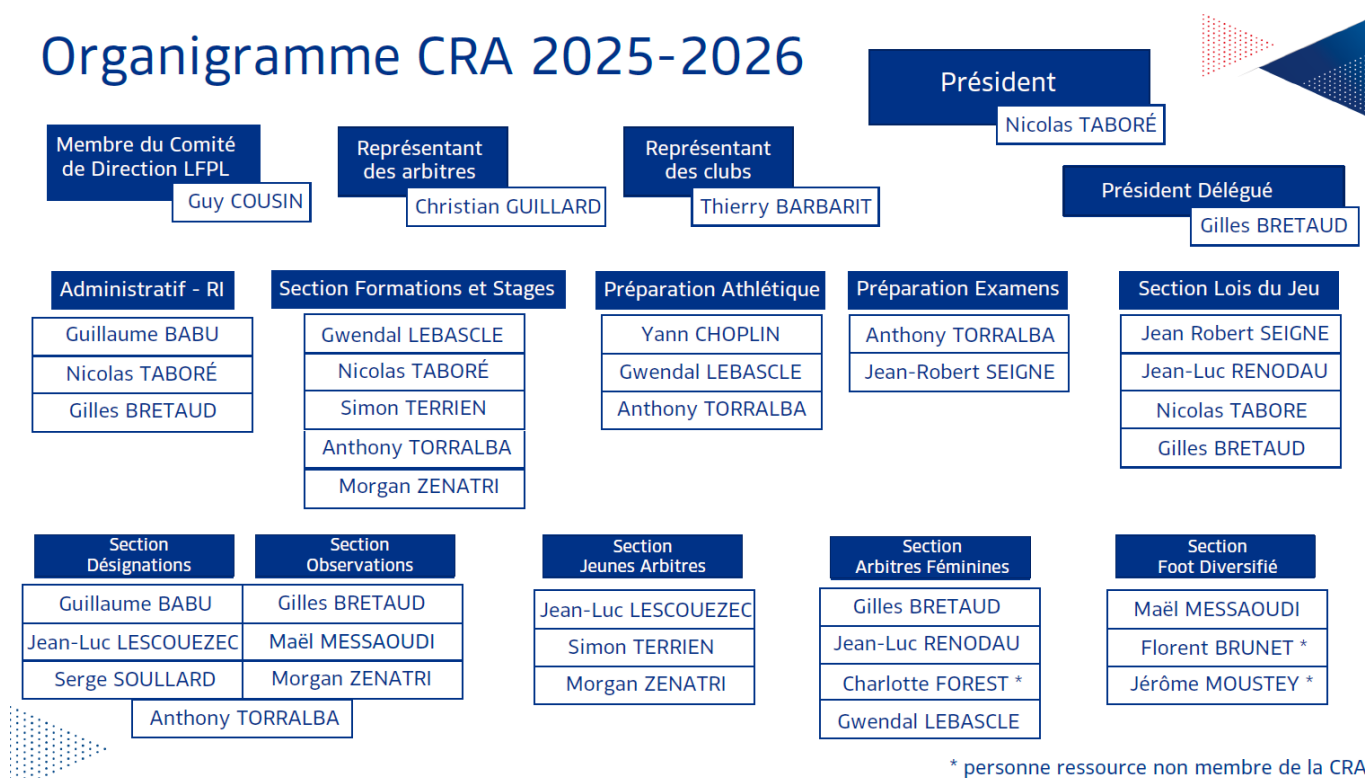 Organigramme CRA 2025-2026
Président
Nicolas TABORÉ
Membre du Comité
de Direction LFPL
Guy COUSIN
Représentant
des arbitres
Christian GUILLARD
Représentant
des clubs
Thierry BARBARIT
Président Délégué
Gilles BRETAUD
Administratif - RI
Guillaume BABU
Nicolas TABORÉ
Gilles BRETAUD
Section Formations et Stages
Gwendal LEBASCLE
Nicolas TABORÉ
Simon TERRIEN
Anthony TORRALBA
Morgan ZENATRI
Préparation Athlétique
Yann CHOPLIN
Gwendal LEBASCLE
Anthony TORRALBA
Préparation Examens
Anthony TORRALBA
Jean-Robert SEIGNE
Section Lois du Jeu
Jean Robert SEIGNE
Jean-Luc RENODAU
Nicolas TABORE
Gilles BRETAUD
Section
Désignations
Guillaume BABU
Jean-Luc LESCOUEZEC
Serge SOULLARD
Section
Observations
Gilles BRETAUD
Maël MESSAOUDI
Morgan ZENATRI
Anthony TORRALBA
Section
Jeunes Arbitres
Jean-Luc LESCOUEZEC
Simon TERRIEN
Morgan ZENATRI
Section
Arbitres Féminines
Gilles BRETAUD
Jean-Luc RENODAU
Charlotte FOREST *
Gwendal LEBASCLE
Section
Foot Diversifié
Maël MESSAOUDI
Florent BRUNET *
Jérôme MOUSTEY *
* personne ressource non membre de la CRA